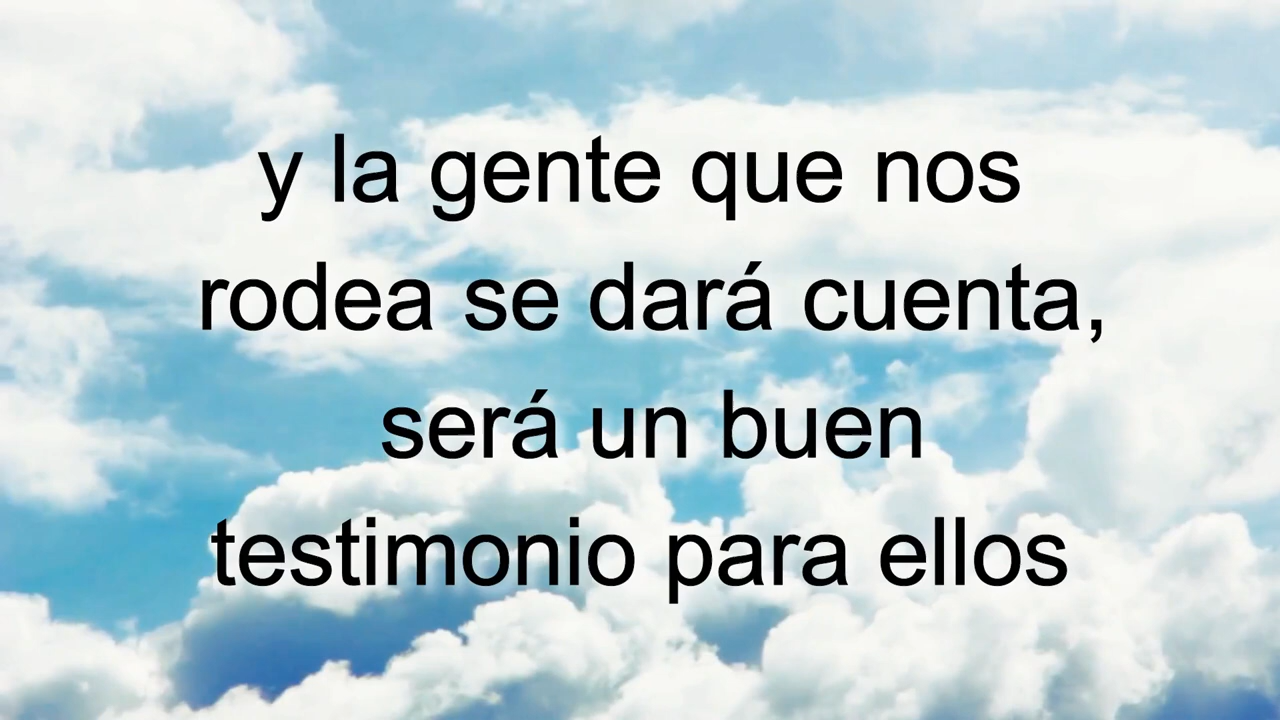 y la gente que nos
rodea se dará cuenta,
será un buen
testimonio para ellos